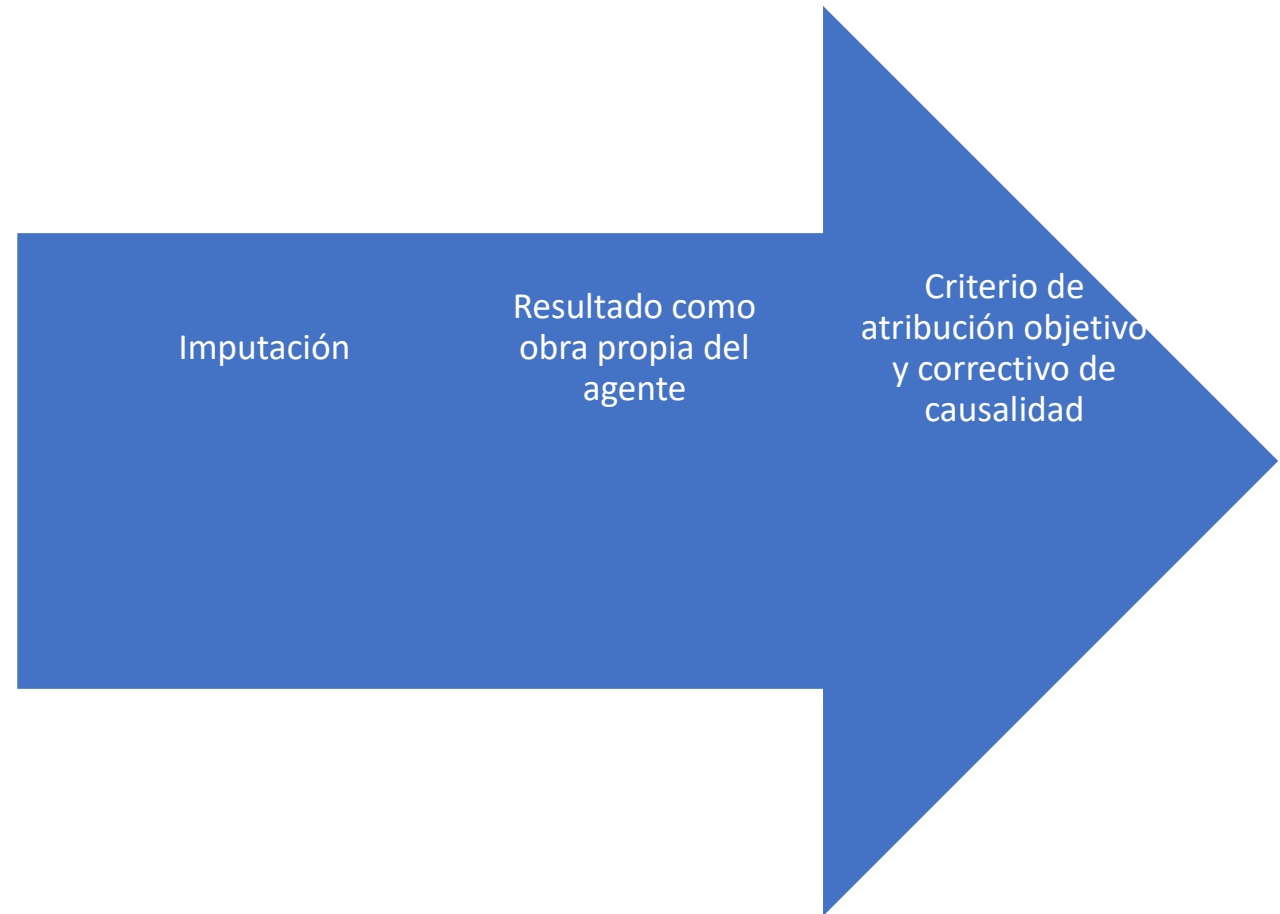 Imputación
Resultado como
obra propia del
agente
Criterio de
atribución objetivo
y correctivo de
causalidad